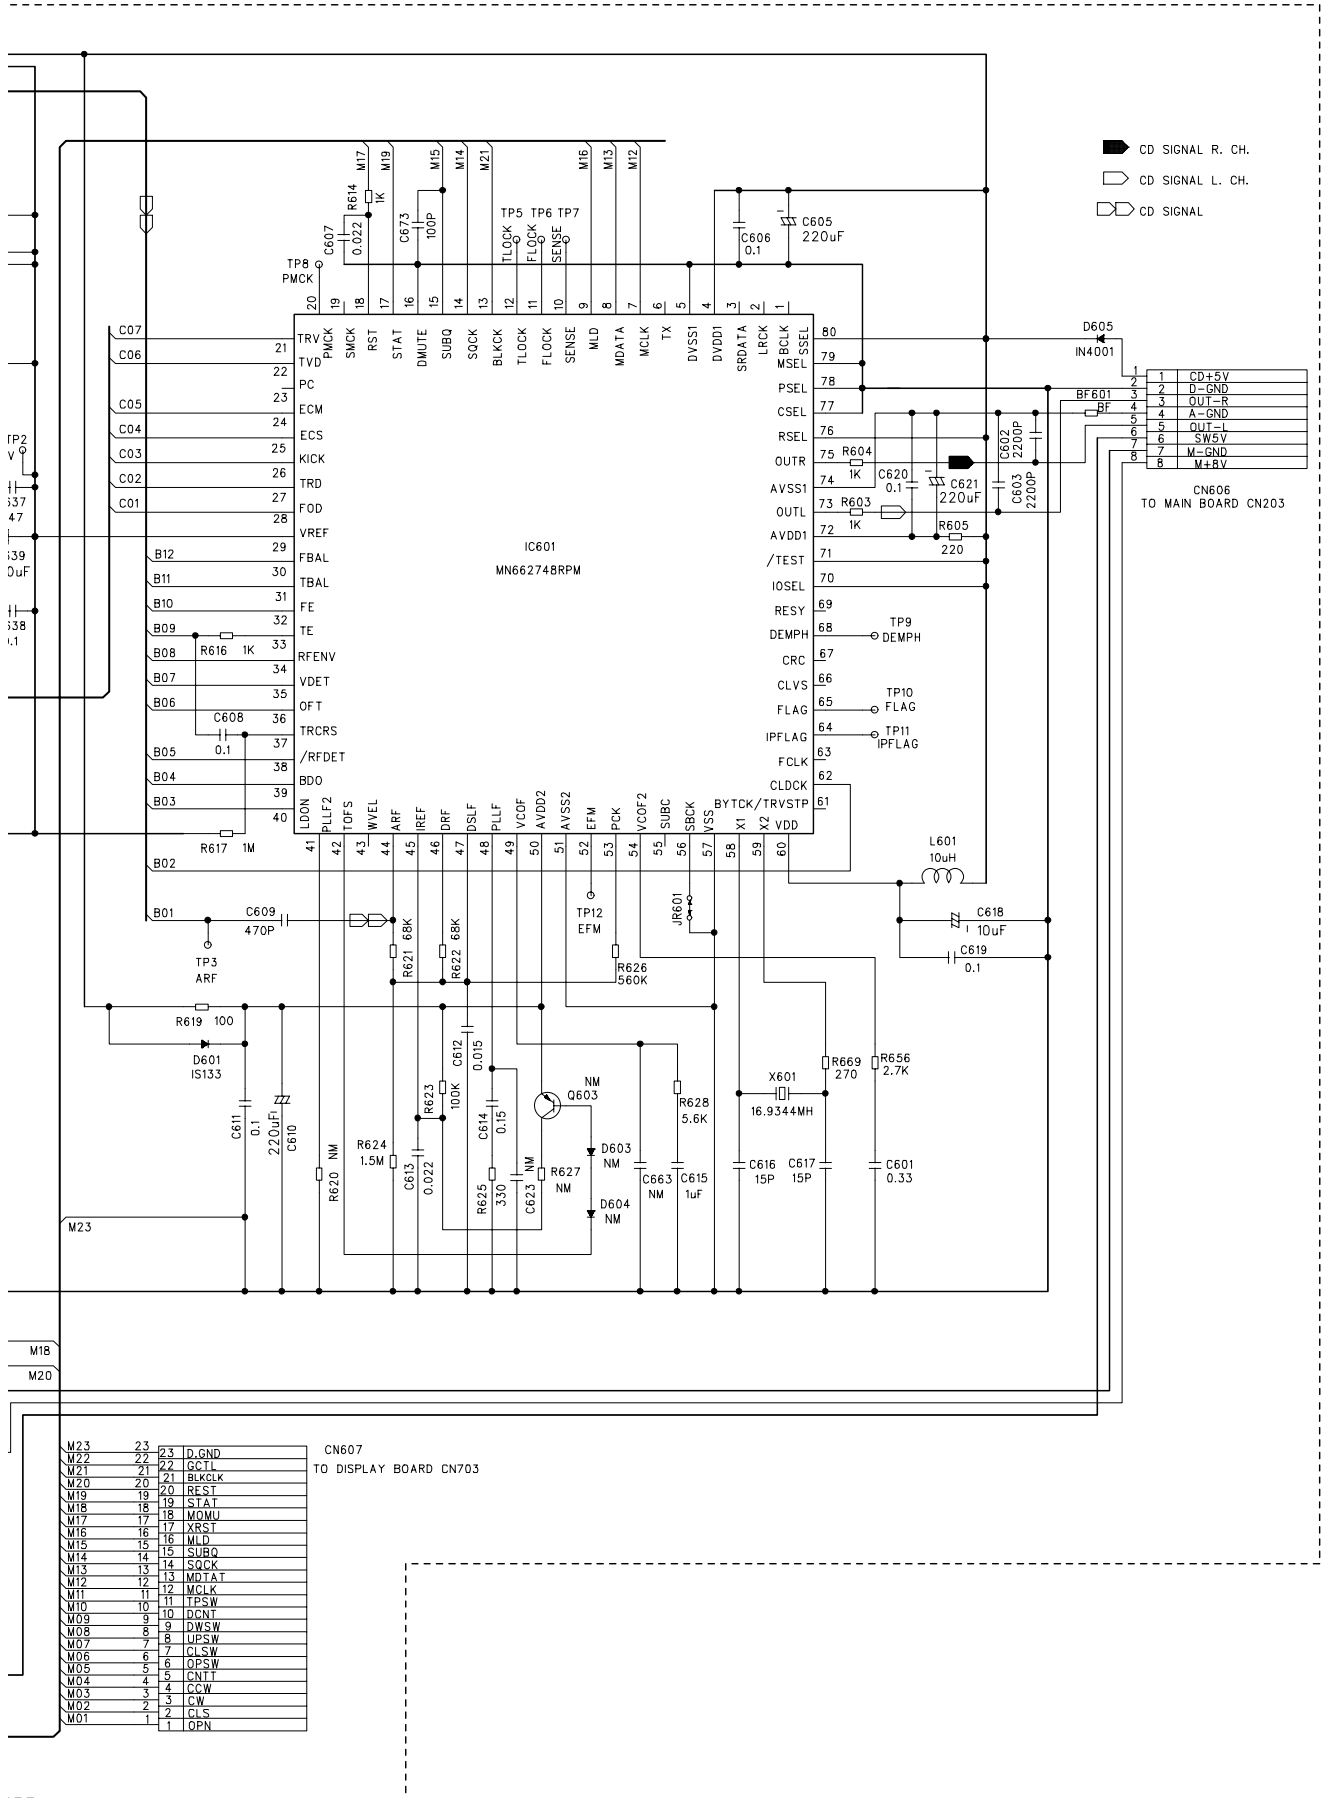 CD SIGNAL R. CH.
CD SIGNAL L. CH.
CD SIGNAL
M17
M19
M15
M14
M21
M16
M13
M12
R614
1K
C607
0.022
C673
100P
TP5 TP6 TP7
TLOCK
FLOCK
SENSE
C606
0.1
C605
220uF
TP8
PMCK
20
19
18
17
16
15
14
13
12
11
10
9
8
7
6
5
4
3
2
1
PMCK
SMCK
RST
STAT
DMUTE
SUBQ
SQCK
BLKCK
TLOCK
FLOCK
SENSE
MLD
MDATA
MCLK
TX
DVSS1
DVDD1
SRDATA
LRCK
BCLK
SSEL
C07
C06
C05
C04
C03
C02
C01
B12
B11
B10
B09
B08
B07
B06
B05
B04
B03
B02
B01
TRV
21
TVD
22
PC
23
ECM
24
ECS
25
KICK
26
TRD
27
FOD
28
VREF
29
FBAL
30
TBAL
31
FE
32
TE
33
RFENV
34
VDET
35
OFT
36
TRCRS
37
/RFDET
38
BDO
39
LDON
40
IC601
MN662748RPM
80
MSEL 79
PSEL 78
CSEL 77
RSEL 76
OUTR 75
AVSS1 74
OUTL 73
AVDD1 72
/TEST 71
IOSEL 70
RESY 69
DEMPH 68
CRC 67
CLVS 66
FLAG 65
IPFLAG 64
FCLK 63
CLDCK 62
BYTCK/TRVSTP 61
D605
IN4001
BF601
BF
1
2
3
4
5
6
7
8
1 CD+5V
2 D-GND
3 OUT-R
4 A-GND
5 OUT-L
6 SW5V
7 M-GND
8 M+8V
CN606
TO MAIN BOARD CN203
R604
1K
C620
0.1
C621
220uF
C602
2200P
C603
2200P
R603
1K
R605
220
TP9
DEMPH
TP10
FLAG
TP11
IPFLAG
TP2
V
637
47
639
0uF
638
.1
R616 1K
C608
0.1
R617 1M
PLLF2
TOFS
WVEL
ARF
IREF
DRF
DSLF
PLLF
VCOF
AVDD2
AVSS2
EFM
PCK
VCOF2
SUBC
SBCK
VSS
X1
X2
VDD
41
42
43
44
45
46
47
48
49
50
51
52
53
54
55
56
57
58
59
60
L601
10uH
C618
10uF
C619
0.1
C609
470P
TP3
ARF
R621 68K
R622 68K
TP12
EFM
JR601
R626
560K
R619 100
D601
IS133
C611
0.1
220uF
C610
R620 NM
R624
1.5M
R623
100K
C613
0.022
C612
0.015
C614
0.15
R625
330
C623 NM
NM
Q603
R627
NM
D603
NM
D604
NM
C663
NM
R628
5.6K
C615
1uF
X601
16.9344MH
C616
15P
C617
15P
R669
270
R656
2.7K
C601
0.33
M23
M18
M20
CN607
TO DISPLAY BOARD CN703
M23 23 23 D.GND
M22 22 22 GCTL
M21 21 21 BLKCLK
M20 20 20 REST
M19 19 19 STAT
M18 18 18 MOMU
M17 17 17 XRST
M16 16 16 MLD
M15 15 15 SUBQ
M14 14 14 SQCK
M13 13 13 MDTAT
M12 12 12 MCLK
M11 11 11 TPSW
M10 10 10 DCNT
M09 9 9 DWSW
M08 8 8 UPSW
M07 7 7 CLSW
M06 6 6 OPSW
M05 5 5 CNTT
M04 4 4 CCW
M03 3 3 CW
M02 2 2 CLS
M01 1 1 OPN